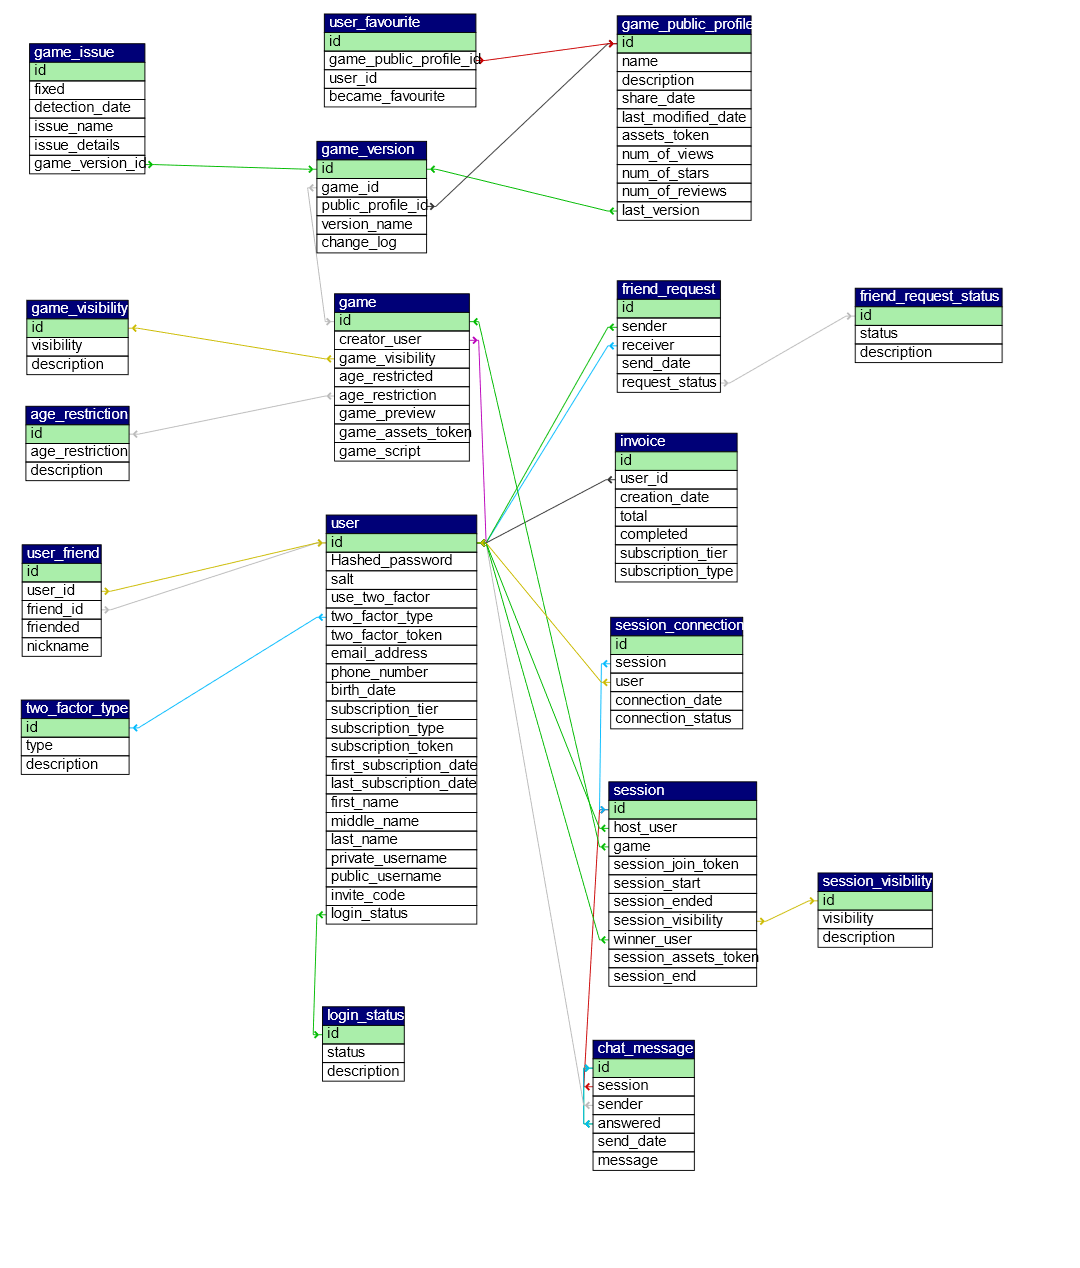 user_favourite
id
game_public_profile_id
user_id
became_favourite
game_public_profile
id
name
description
share_date
last_modified_date
assets_token
num_of_views
num_of_stars
num_of_reviews
last_version
game_issue
id
fixed
detection_date
issue_name
issue_details
game_version_id
game_version
id
game_id
public_profile_id
version_name
change_log
game_visibility
id
visibility
description
game
id
creator_user
game_visibility
age_restricted
age_restriction
game_preview
game_assets_token
game_script
friend_request
id
sender
receiver
send_date
request_status
friend_request_status
id
status
description
age_restriction
id
age_restriction
description
invoice
id
user_id
creation_date
total
completed
subscription_tier
subscription_type
user_friend
id
user_id
friend_id
friended
nickname
user
id
Hashed_password
salt
use_two_factor
two_factor_type
two_factor_token
email_address
phone_number
birth_date
subscription_tier
subscription_type
subscription_token
first_subscription_date
last_subscription_date
first_name
middle_name
last_name
private_username
public_username
invite_code
login_status
session_connection
id
session
user
connection_date
connection_status
two_factor_type
id
type
description
session
id
host_user
game
session_join_token
session_start
session_ended
session_visibility
winner_user
session_assets_token
session_end
session_visibility
id
visibility
description
login_status
id
status
description
chat_message
id
session
sender
answered
send_date
message